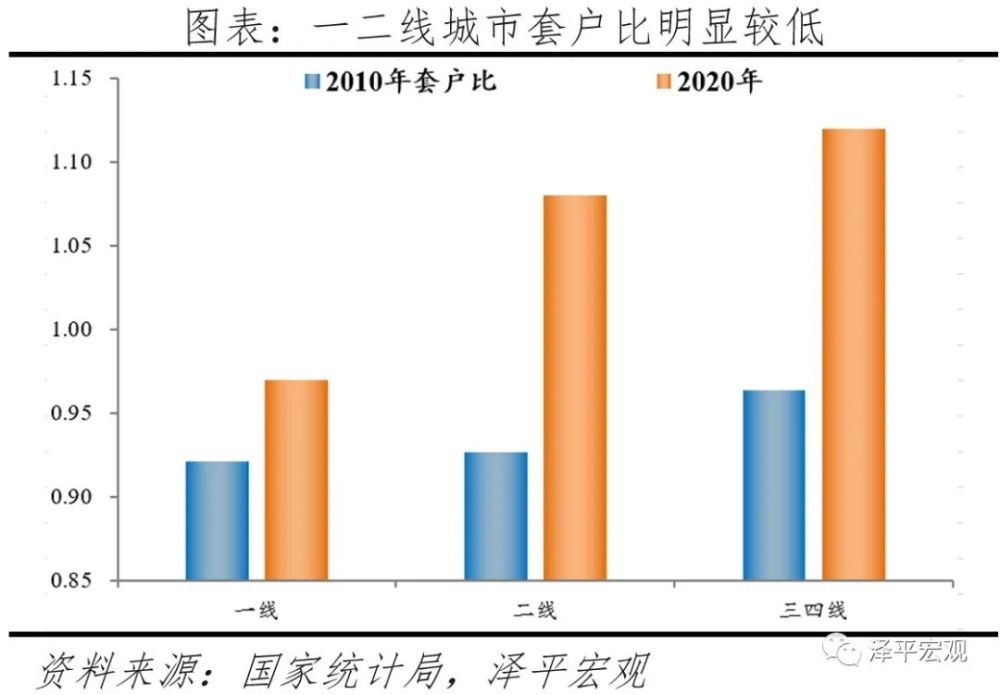 图表：一二线城市套户比明显较低
2010年套户比 2020年
1.15
1.10
1.05
1.00
0.95
0.90
0.85
一线 二线 三四线
泽平宏观
资料来源：国家统计局，泽平宏观